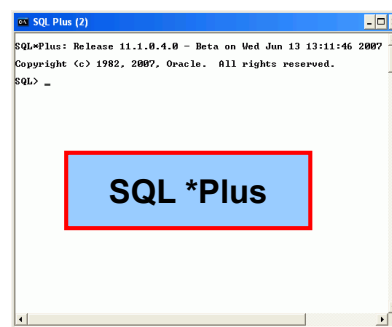 SQL Plus (2)
SQL*Plus: Release 11.1.0.4.0 - Beta on Wed Jun 13 13:11:46 2007
Copyright (c) 1982, 2007, Oracle.  All rights reserved.
SQL> _
SQL *Plus